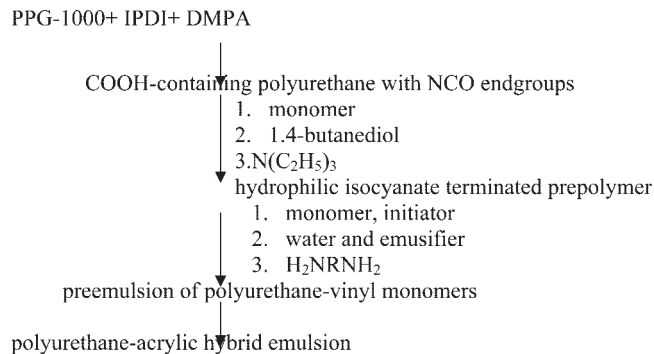 PPG-1000+ IPDI+ DMPA
COOH-containing polyurethane with NCO endgroups
1. monomer
2. 1.4-butanediol
3.N(C₂H₅)₃
hydrophilic isocyanate terminated prepolymer
1. monomer, initiator
2. water and emusifier
3. H₂NRNH₂
preemulsion of polyurethane-vinyl monomers
polyurethane-acrylic hybrid emulsion